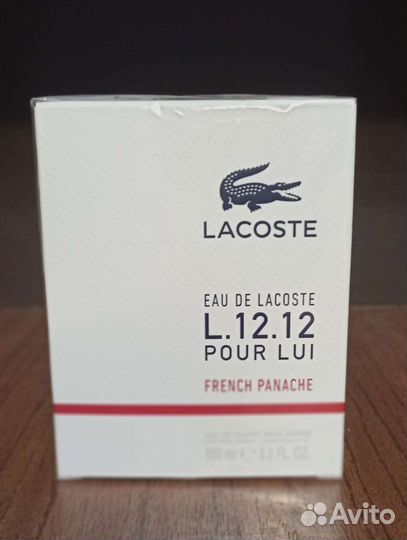 LACOSTE
EAU DE LACOSTE
L.12.12
POUR LUI
FRENCH PANACHE
100 ml ℮ 3.3 FL. OZ.
Avito